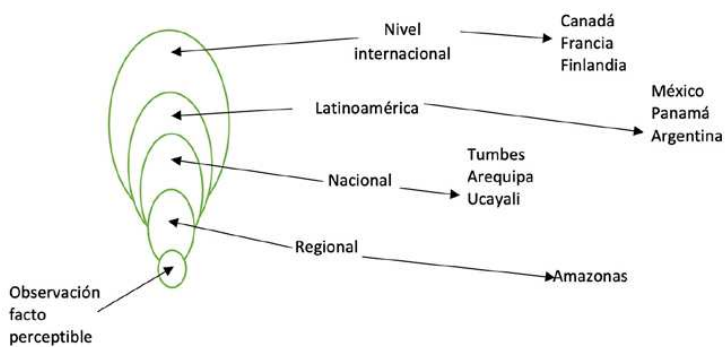 Nivel
internacional
Canadá
Francia
Finlandia
Latinoamérica
México
Panamá
Argentina
Nacional
Tumbes
Arequipa
Ucayali
Regional
Amazonas
Observación
facto
perceptible